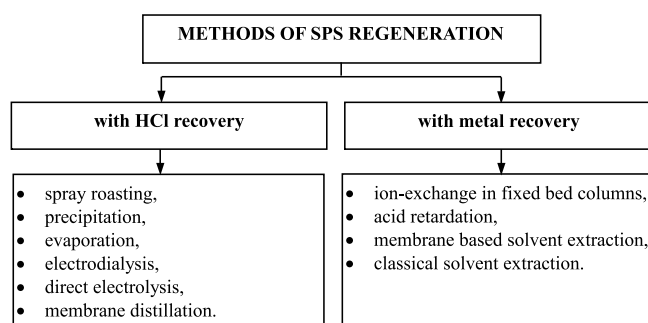 METHODS OF SPS REGENERATION
with HCl recovery
with metal recovery
• spray roasting,
• precipitation,
• evaporation,
• electrodialysis,
• direct electrolysis,
• membrane distillation.
• ion-exchange in fixed bed columns,
• acid retardation,
• membrane based solvent extraction,
• classical solvent extraction.